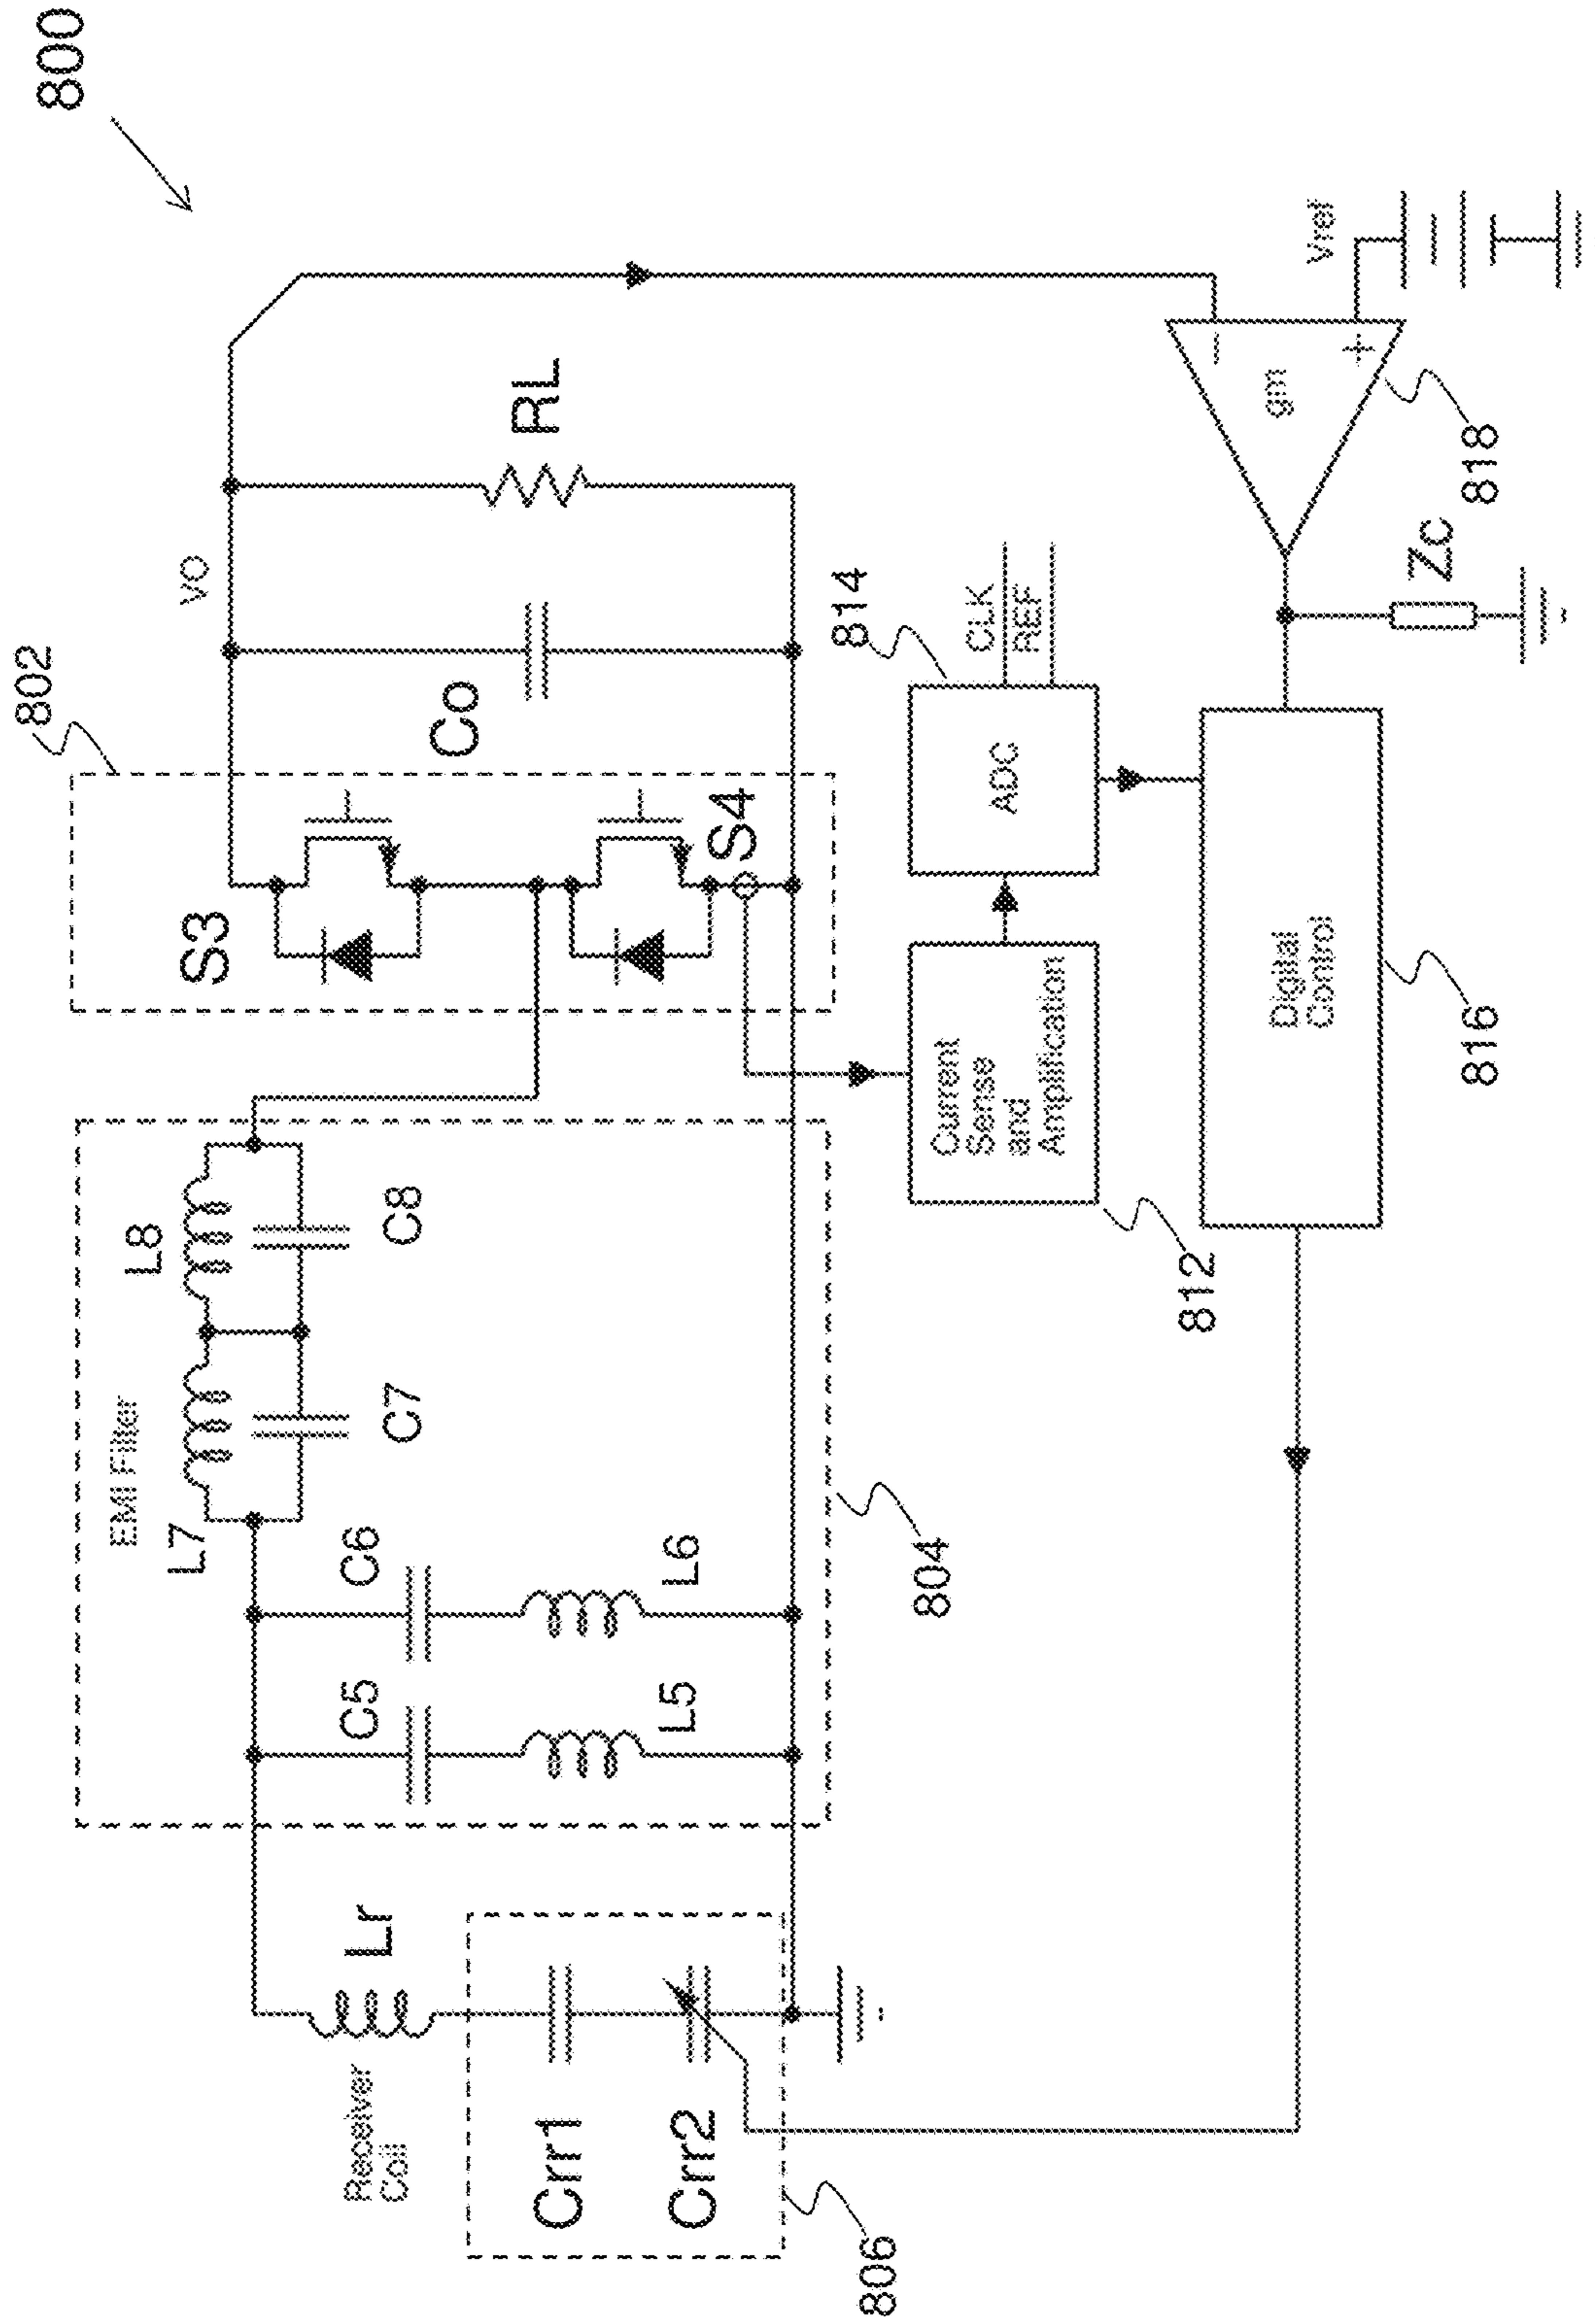 800
802
EMI Filter
L8
L7
S3
vo
C8
C7
C6
C5
Receiver
Coil
Lr
Co
RL
Crr1
Crr2
L6
L5
S4
814
806
804
Current
Sense
and
Amplification
ADC
CLK
REF
812
Digital
Control
gm
−
+
Vref
816
Zc
818